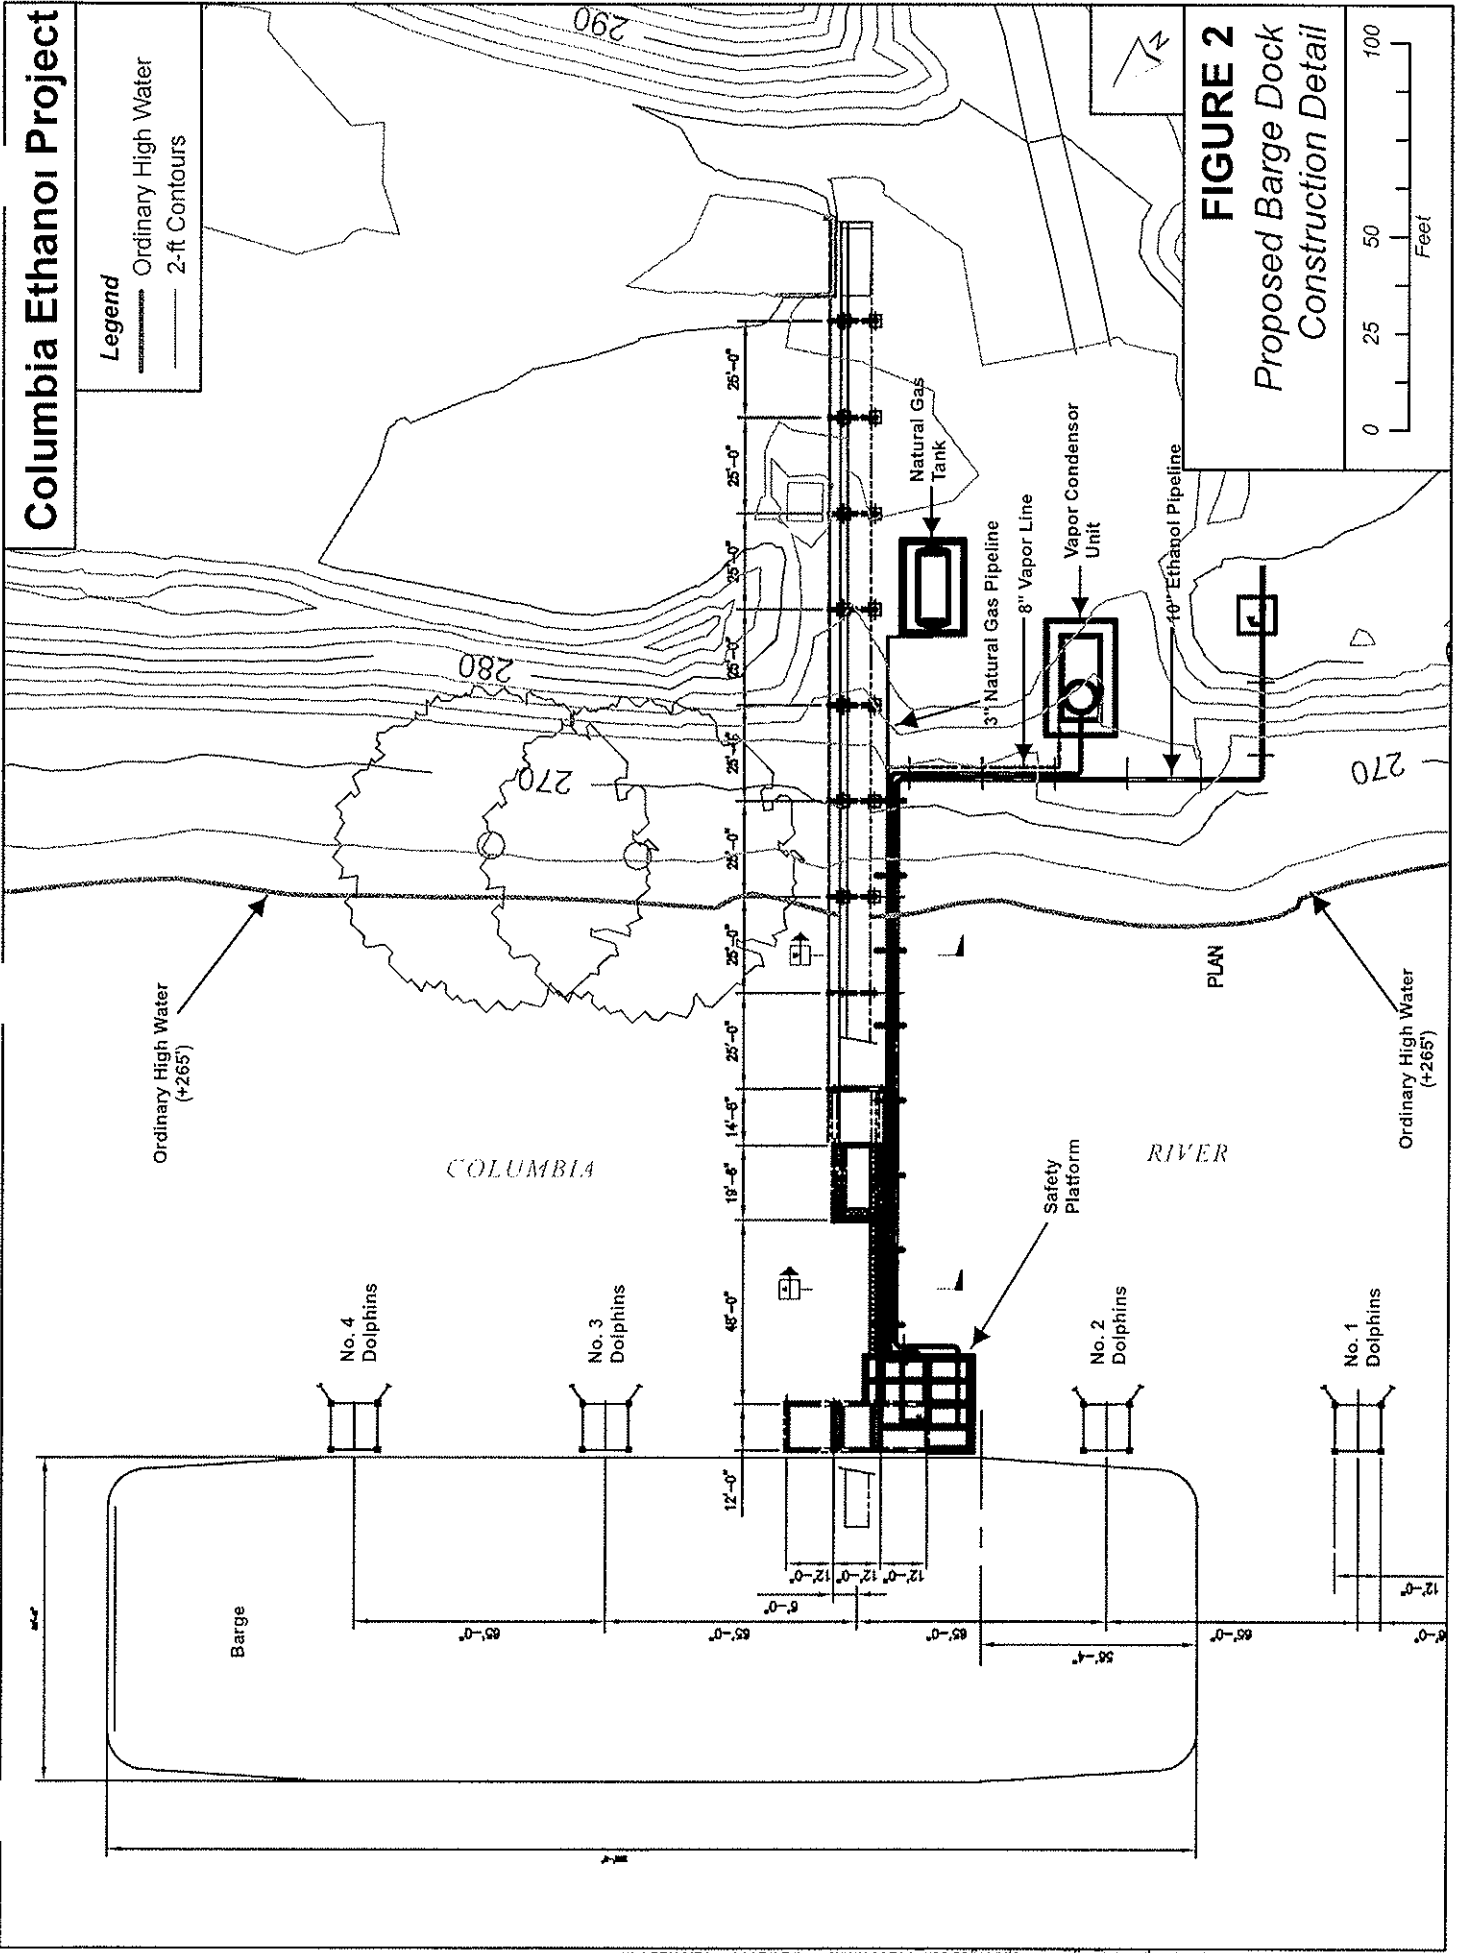 Columbia Ethanol Project
Legend
Ordinary High Water
2-ft Contours
290
280
270
270
Ordinary High Water
(+265')
Ordinary High Water
(+265')
COLUMBIA
RIVER
PLAN
No. 4
Dolphins
No. 3
Dolphins
No. 2
Dolphins
No. 1
Dolphins
Safety
Platform
Barge
Natural Gas
Tank
3" Natural Gas Pipeline
8" Vapor Line
Vapor Condensor
Unit
10" Ethanol Pipeline
12'-0"
48'-0"
19'-6"
14'-8"
25'-0"
25'-0"
25'-0"
25'-0"
25'-0"
25'-0"
25'-0"
25'-0"
12'-0"
12'-0"
12'-0"
6'-0"
65'-0"
65'-0"
65'-0"
65'-0"
56'-4"
12'-0"
6'-0"
N
FIGURE 2
Proposed Barge Dock
Construction Detail
0 25 50 100
Feet